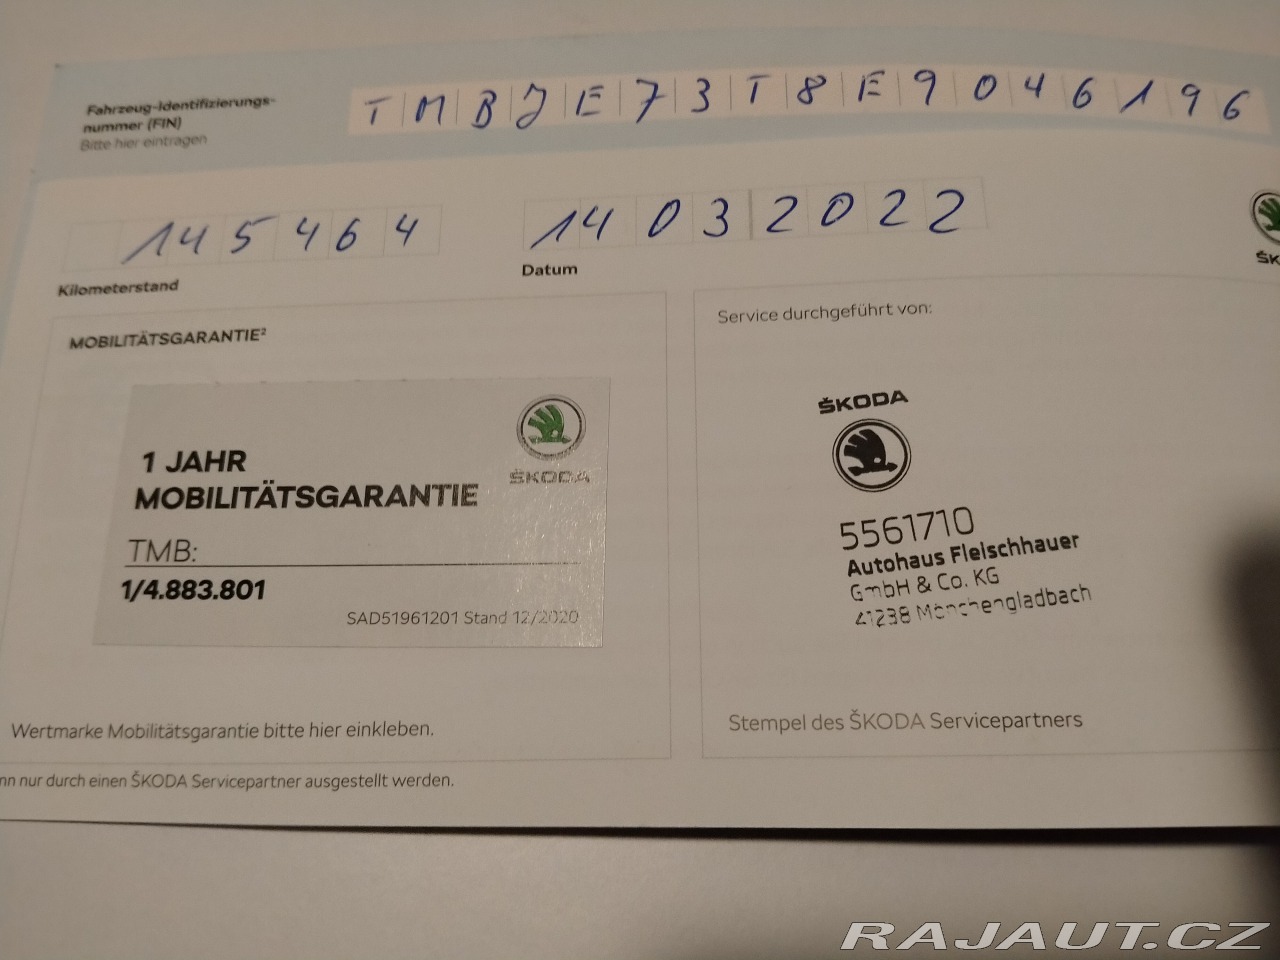 Fahrzeug-Identifizierungs-
nummer (FIN)
Bitte hier eintragen
TMBJE73T8E9046196
145464
14032022
Kilometerstand
Datum
ŠK
MOBILITÄTSGARANTIE²
Service durchgeführt von:
1 JAHR
MOBILITÄTSGARANTIE
ŠKODA
TMB:
1/4.883.801
SAD51961201 Stand 12/2020
ŠKODA
5561710
Autohaus Fleischhauer
GmbH & Co. KG
41238 Mönchengladbach
Wertmarke Mobilitätsgarantie bitte hier einkleben.
Stempel des ŠKODA Servicepartners
nn nur durch einen ŠKODA Servicepartner ausgestellt werden.
RAJAUT.CZ